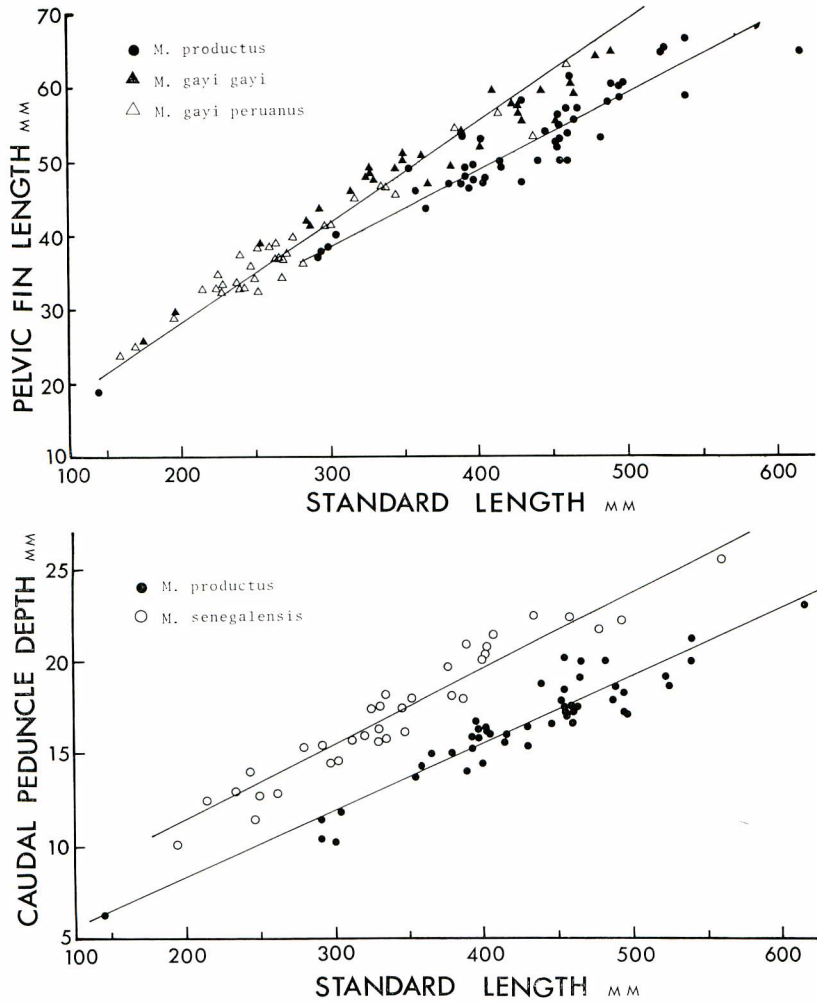 70
60
50
40
30
20
10
PELVIC FIN LENGTH MM
M. productus
M. gayi gayi
M. gayi peruanus
100 200 300 400 500 600
STANDARD LENGTH MM
25
20
15
10
5
CAUDAL PEDUNCLE DEPTH MM
M. productus
M. senegalensis
100 200 300 400 500 600
STANDARD LENGTH MM